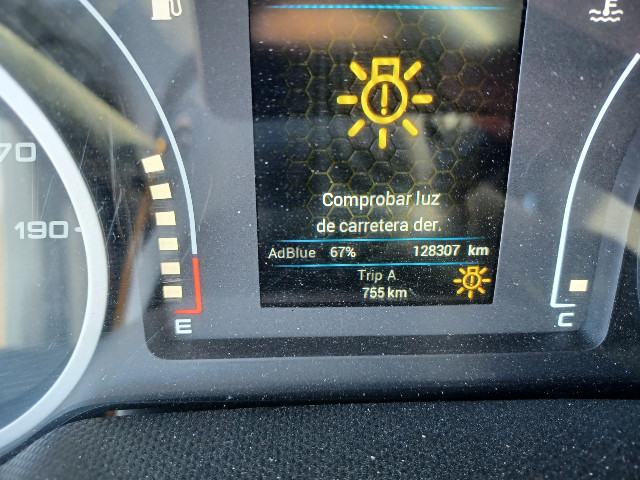 70
190
Comprobar luz
de carretera der.
AdBlue 67% 128307 km
Trip A
755 km
E
C